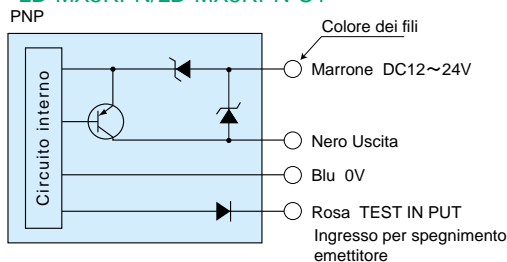 PNP
Colore dei fili
Marrone DC12～24V
Circuito interno
Nero Uscita
Blu 0V
Rosa TEST IN PUT
Ingresso per spegnimento
emettitore